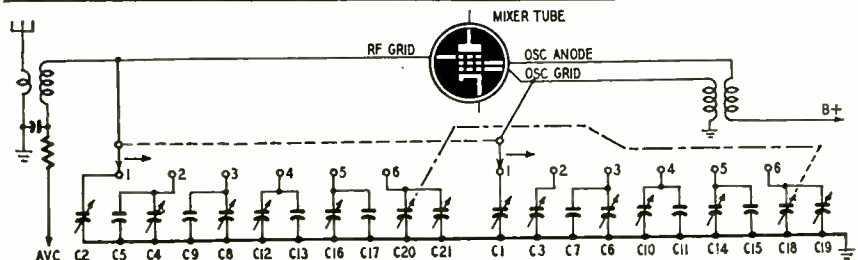 MIXER TUBE
RF GRID
OSC ANODE
OSC GRID
B+
1 2 3 4 5 6 1 2 3 4 5 6
AVC C2 C5 C4 C9 C8 C12 C13 C16 C17 C20 C21 C1 C3 C7 C6 C10 C11 C14 C15 C18 C19